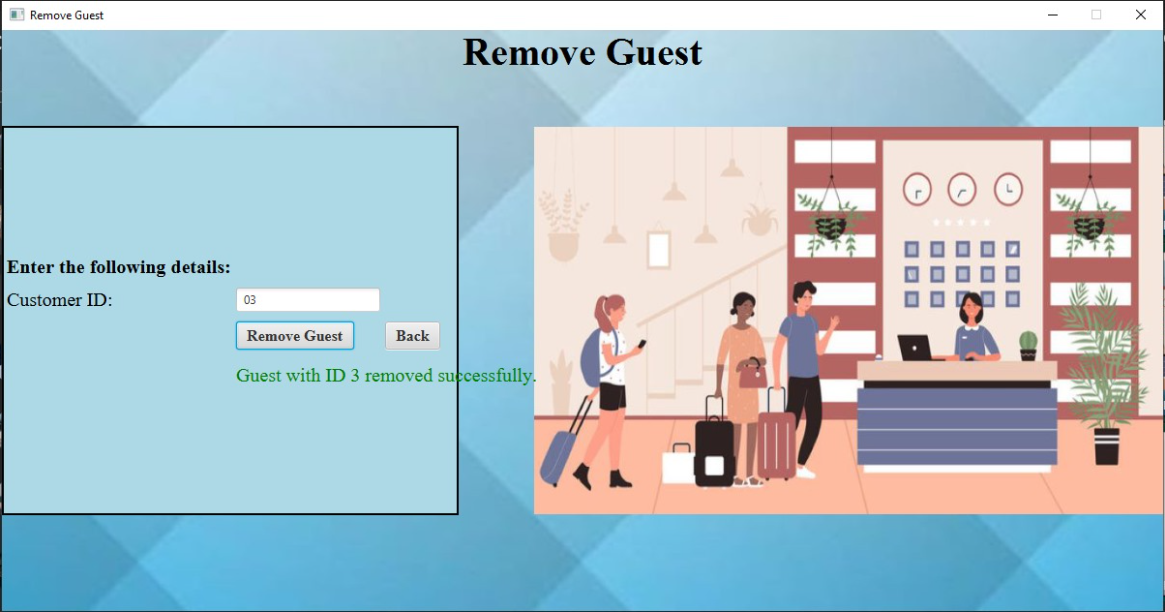 Remove Guest
Remove Guest
Enter the following details:
Customer ID: 03
Remove Guest Back
Guest with ID 3 removed successfully.